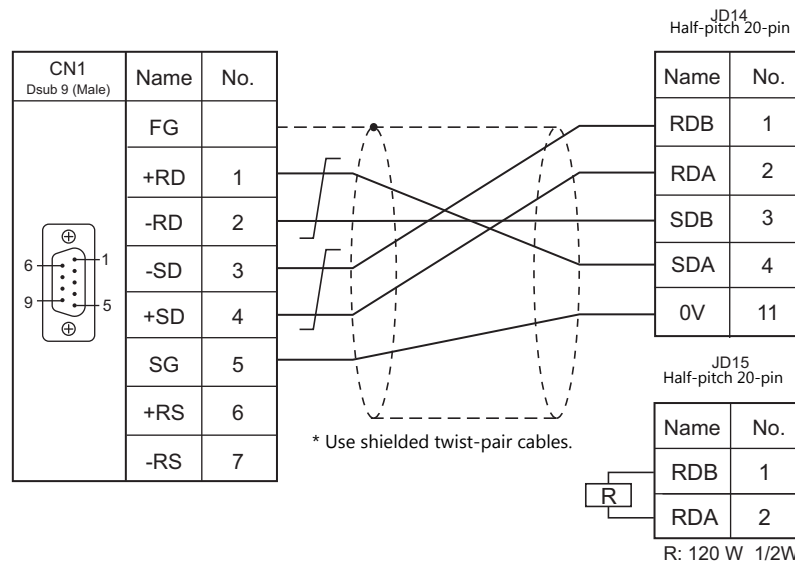 JD14
Half-pitch 20-pin
CN1
Dsub 9 (Male)
Name No.
Name No.
FG
RDB 1
+RD 1
RDA 2
-RD 2
SDB 3
-SD 3
SDA 4
+SD 4
0V 11
SG 5
+RS 6
-RS 7
6
1
9
5
* Use shielded twist-pair cables.
JD15
Half-pitch 20-pin
Name No.
RDB 1
RDA 2
R
R: 120 W 1/2W